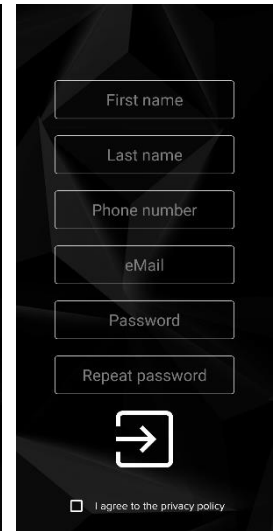 First name
Last name
Phone number
eMail
Password
Repeat password
I agree to the privacy policy